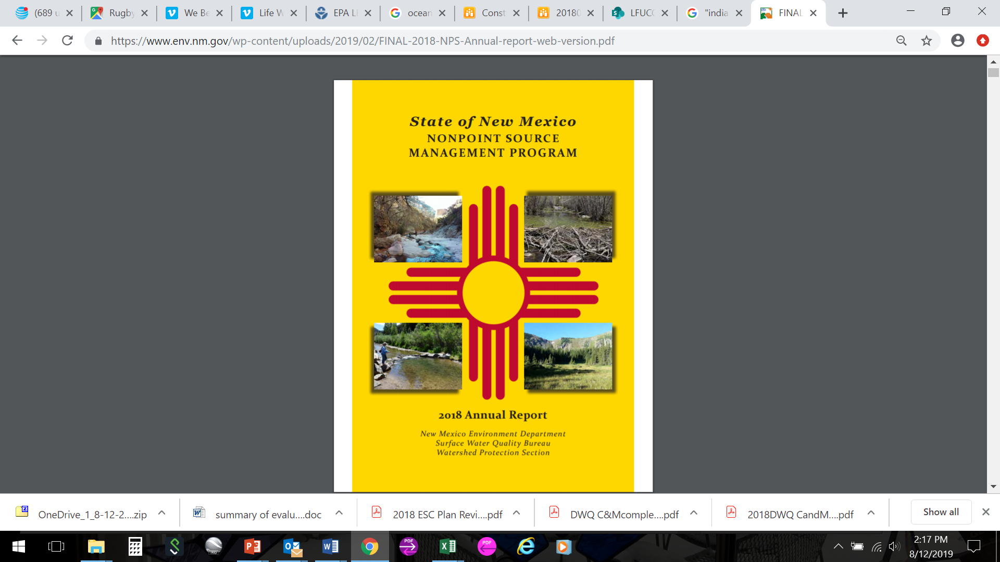 (689 u
Rugby
We Be
Life W
EPA LE
ocean
Const
20180
LFUCC
"india
FINAL
https://www.env.nm.gov/wp-content/uploads/2019/02/FINAL-2018-NPS-Annual-report-web-version.pdf
State of New Mexico
NONPOINT SOURCE
MANAGEMENT PROGRAM
2018 Annual Report
New Mexico Environment Department
Surface Water Quality Bureau
Watershed Protection Section
OneDrive_1_8-12-2....zip
summary of evalu....doc
2018 ESC Plan Revi....pdf
DWQ C&Mcomple....pdf
2018DWQ CandM....pdf
Show all
2:17 PM
8/12/2019